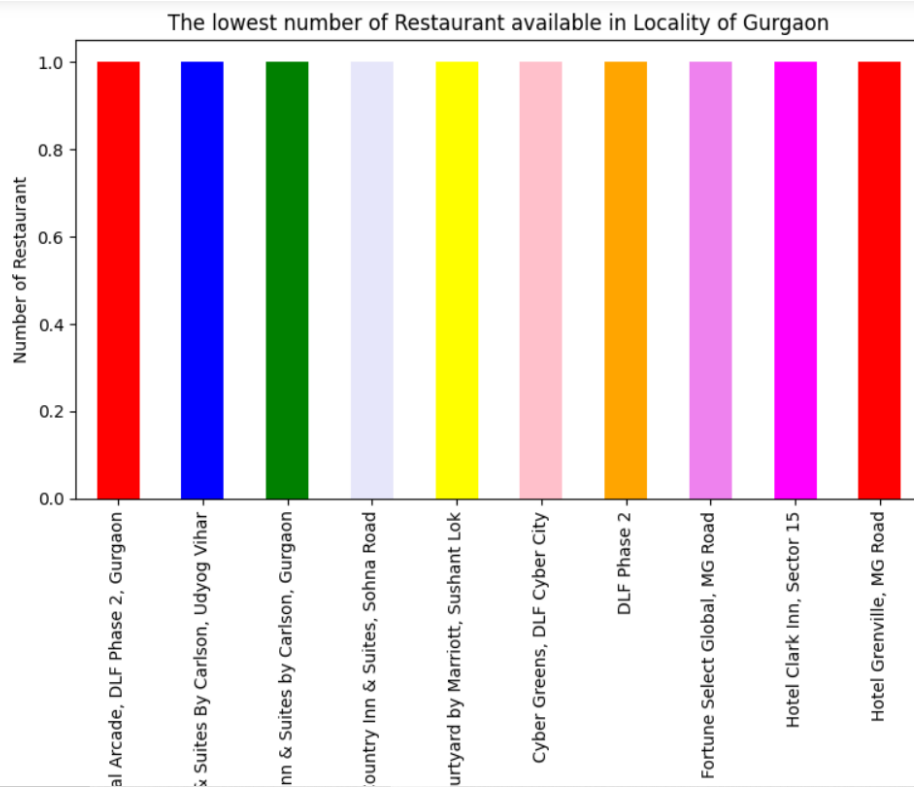 The lowest number of Restaurant available in Locality of Gurgaon
Number of Restaurant
1.0
0.8
0.6
0.4
0.2
0.0
al Arcade, DLF Phase 2, Gurgaon
& Suites By Carlson, Udyog Vihar
nn & Suites by Carlson, Gurgaon
Country Inn & Suites, Sohna Road
urtyard by Marriott, Sushant Lok
Cyber Greens, DLF Cyber City
DLF Phase 2
Fortune Select Global, MG Road
Hotel Clark Inn, Sector 15
Hotel Grenville, MG Road